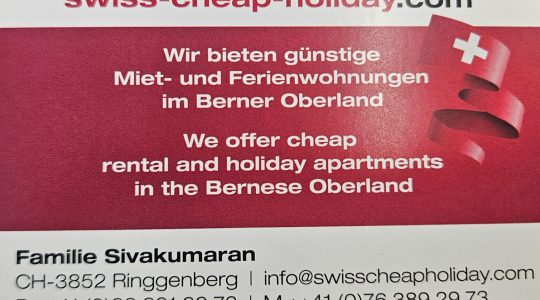 swiss-cheap-holiday.com
Wir bieten günstige
Miet- und Ferienwohnungen
im Berner Oberland
We offer cheap
rental and holiday apartments
in the Bernese Oberland
Familie Sivakumaran
CH-3852 Ringgenberg | info@swisscheapholiday.com